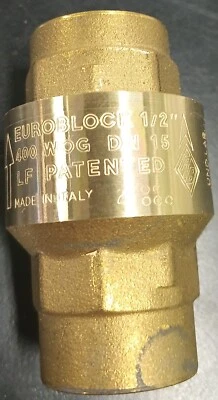 EUROBLOCK 1/2"
400 WOG DN 15
LF PATENTED
MADE IN ITALY